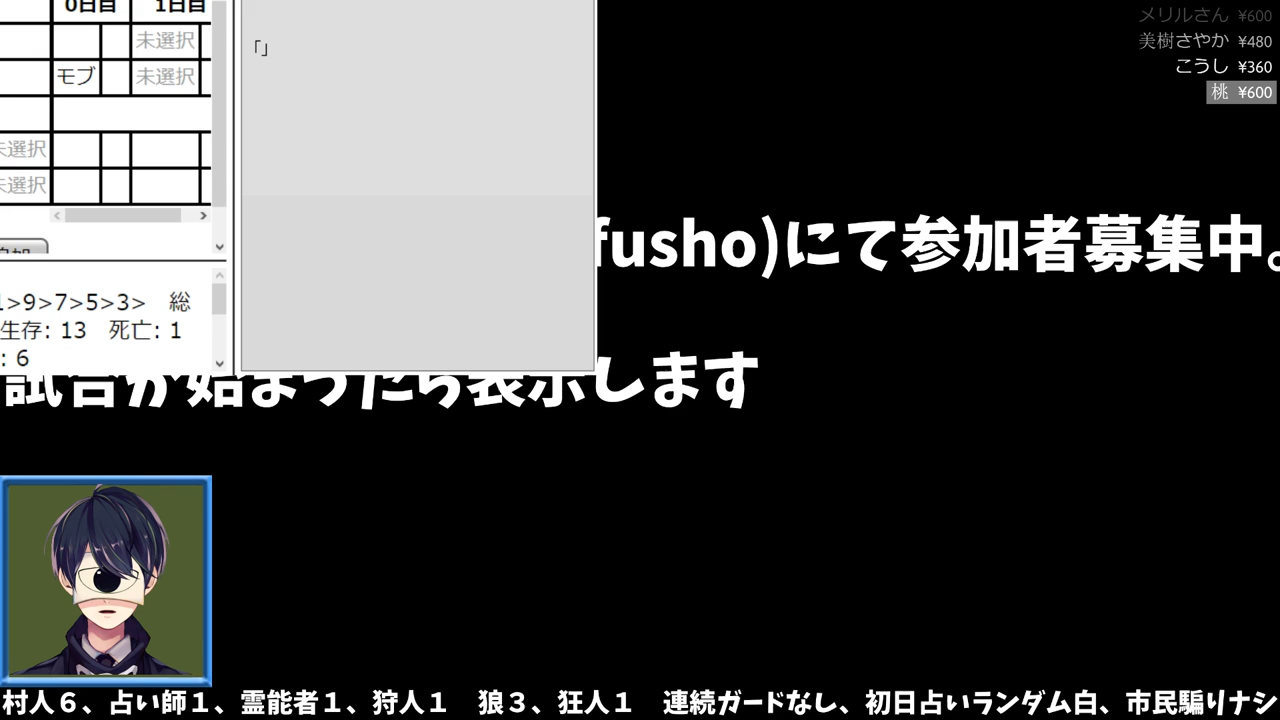 0日目 1日目
未選択
モブ 未選択
未選択
未選択
>9>7>5>3> 総
生存: 13 死亡: 1
: 6
「」
メリルさん ¥600
美樹さやか ¥480
こうし ¥360
桃 ¥600
fusho)にて参加者募集中。
試合が始まったら表示します
村人６、占い師１、霊能者１、狩人１ 狼３、狂人１ 連続ガードなし、初日占いランダム白、市民騙りナシ